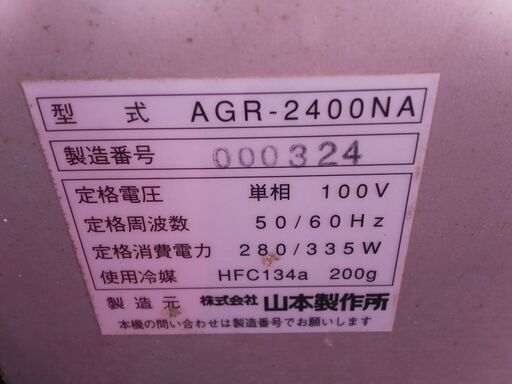 型 式 AGR-2400NA
製造番号 000324
定格電圧 単相 100V
定格周波数 50/60Hz
定格消費電力 280/335W
使用冷媒 HFC134a 200g
製造元 株式会社 山本製作所
本機の問い合わせは製造番号でお願いします